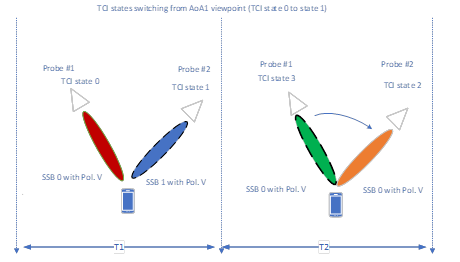 TCI states switching from AoA1 viewpoint (TCI state 0 to state 1)
Probe #1
TCI state 0
Probe #2
TCI state 1
SSB 0 with Pol. V
SSB 1 with Pol. V
T1
Probe #1
TCI state 3
Probe #2
TCI state 2
SSB 0 with Pol. V
SSB 0 with Pol. V
T2